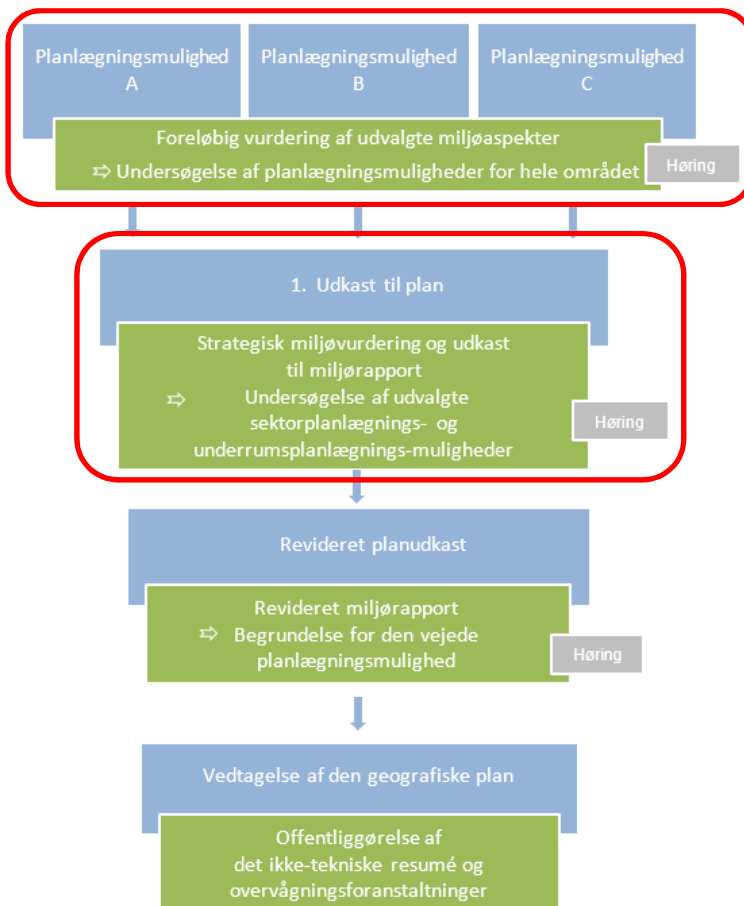 Planlægningsmulighed
A
Planlægningsmulighed
B
Planlægningsmulighed
C
Foreløbig vurdering af udvalgte miljøaspekter
⇨ Undersøgelse af planlægningsmuligheder for hele området
Høring
1. Udkast til plan
Strategisk miljøvurdering og udkast
til miljørapport
⇨ Undersøgelse af udvalgte
sektorplanlægnings- og
underrumsplanlægnings-muligheder
Høring
Revideret planudkast
Revideret miljørapport
⇨ Begrundelse for den vejede
planlægningsmulighed
Høring
Vedtagelse af den geografiske plan
Offentliggørelse af
det ikke-tekniske resumé og
overvågningsforanstaltninger